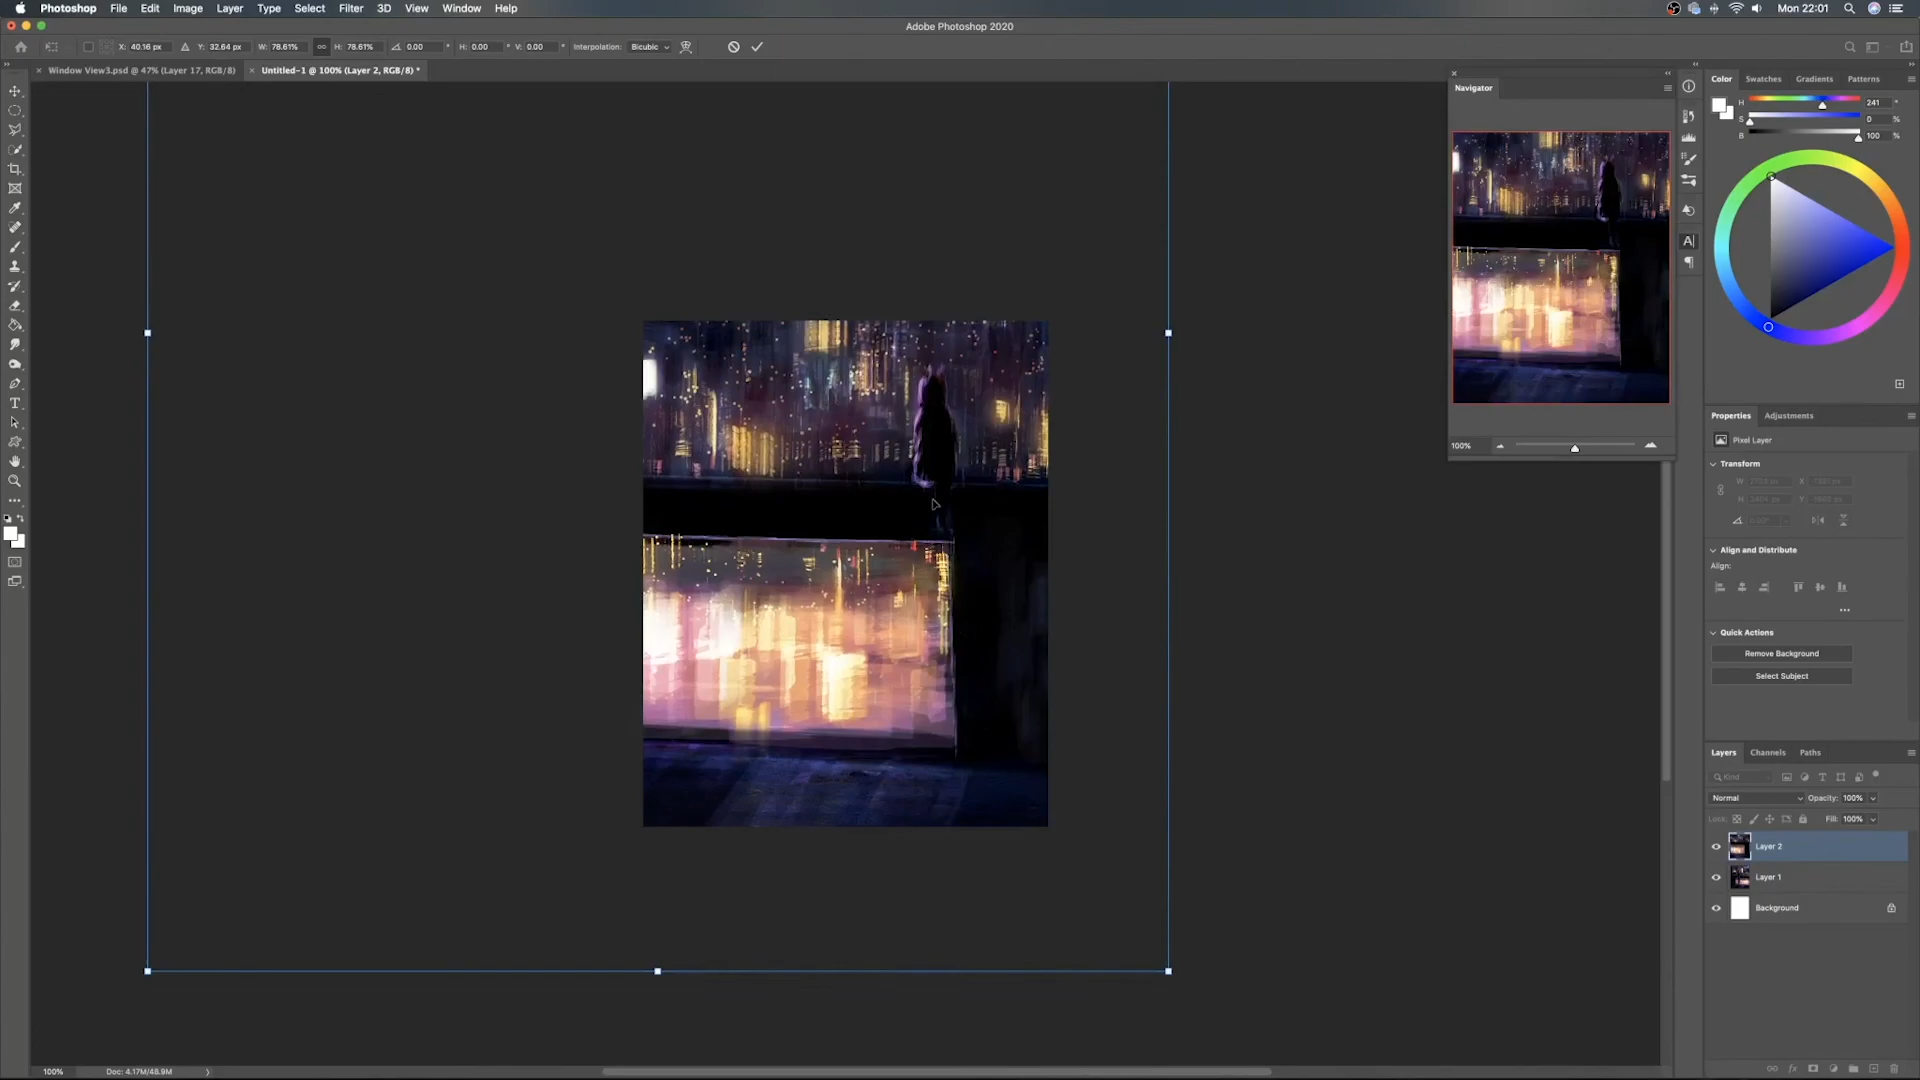 Photoshop File Edit Image Layer Type Select Filter 3D View Window Help
Mon 22:01
Adobe Photoshop 2020
X: 40.16 px Y: 32.64 px W: 78.61% H: 78.61% 0.00 ° H: 0.00 ° V: 0.00 ° Interpolation: Bicubic
× Window View3.psd @ 47% (Layer 17, RGB/8) × Untitled-1 @ 100% (Layer 2, RGB/8) *
Navigator
100%
Color Swatches Gradients Patterns
H 241 °
S 0 %
B 100 %
Properties Adjustments
Pixel Layer
Transform
Align and Distribute
Align:
Quick Actions
Remove Background
Select Subject
Layers Channels Paths
Kind
Normal Opacity: 100%
Lock: Fill: 100%
Layer 2
Layer 1
Background
100% Doc: 4.17M/48.9M